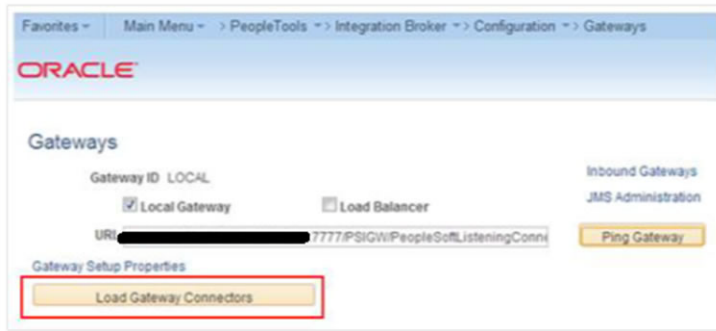 Favorites Main Menu > PeopleTools > Integration Broker > Configuration > Gateways
ORACLE
Gateways
Gateway ID LOCAL
Inbound Gateways
Local Gateway Load Balancer
JMS Administration
URL 7777/PSIGW/PeopleSoftListeningConne
Ping Gateway
Gateway Setup Properties
Load Gateway Connectors